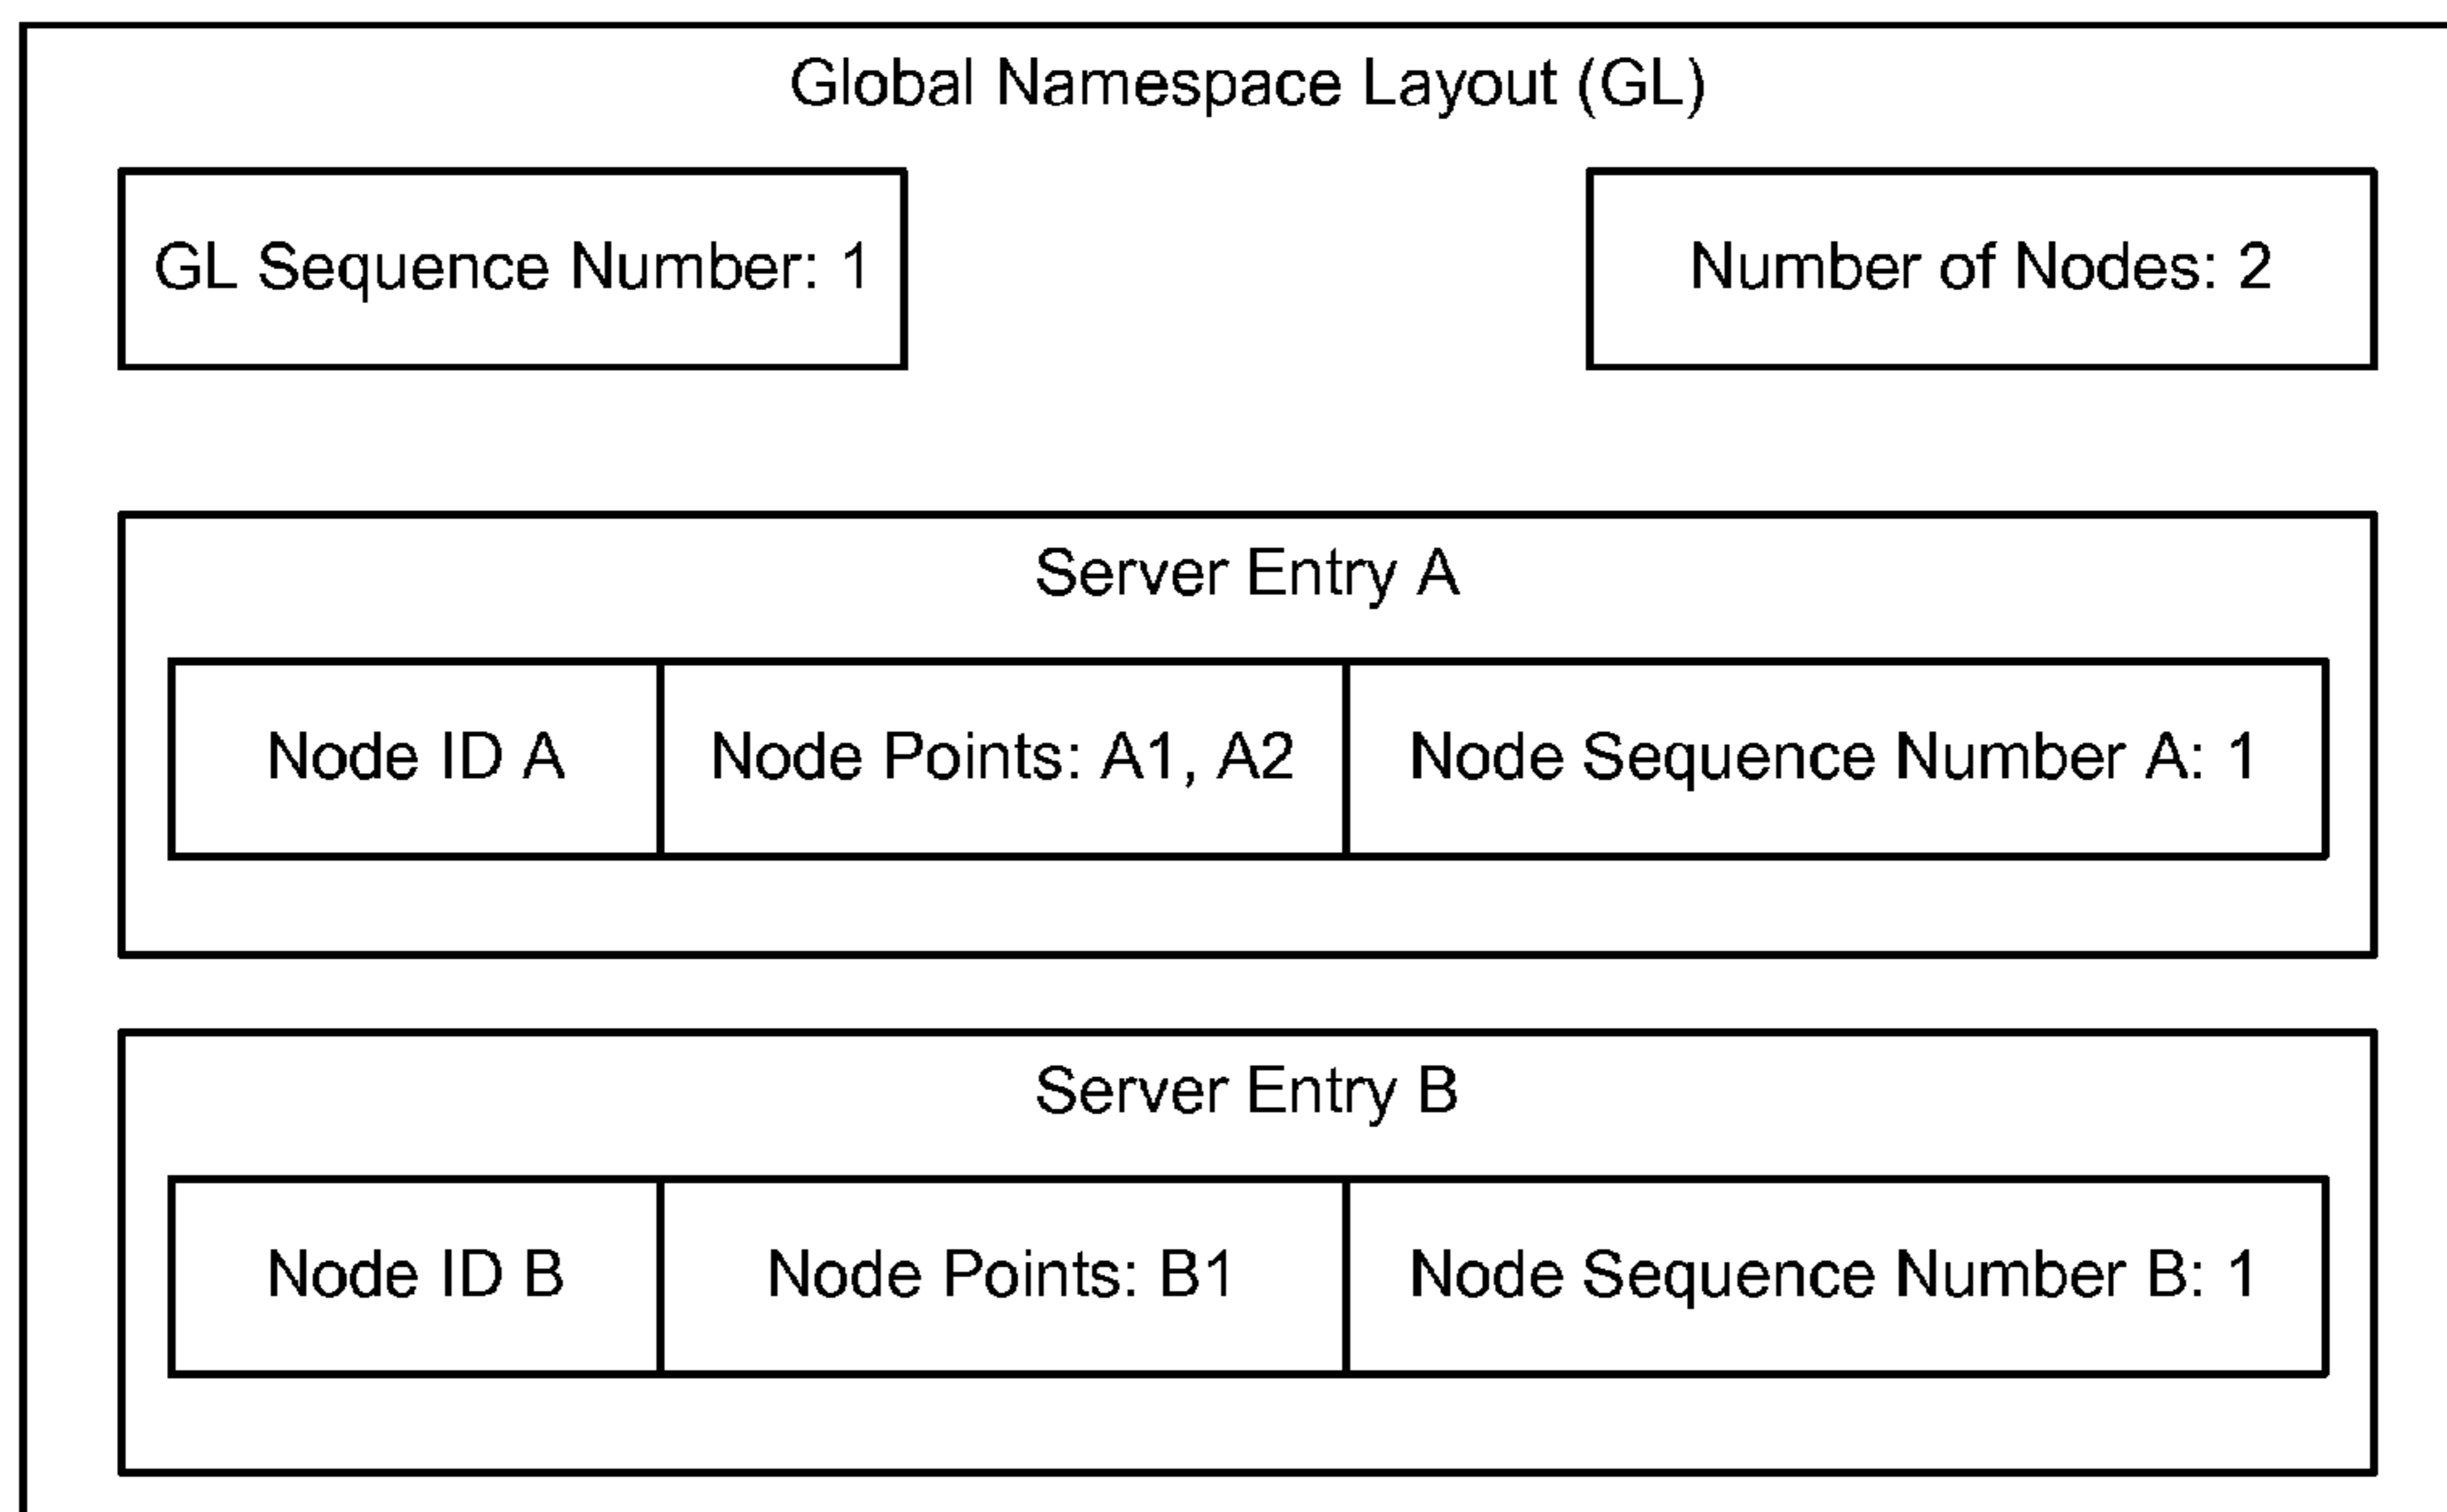 Global Namespace Layout (GL)
GL Sequence Number: 1
Number of Nodes: 2
Server Entry A
Node ID A
Node Points: A1, A2
Node Sequence Number A: 1
Server Entry B
Node ID B
Node Points: B1
Node Sequence Number B: 1